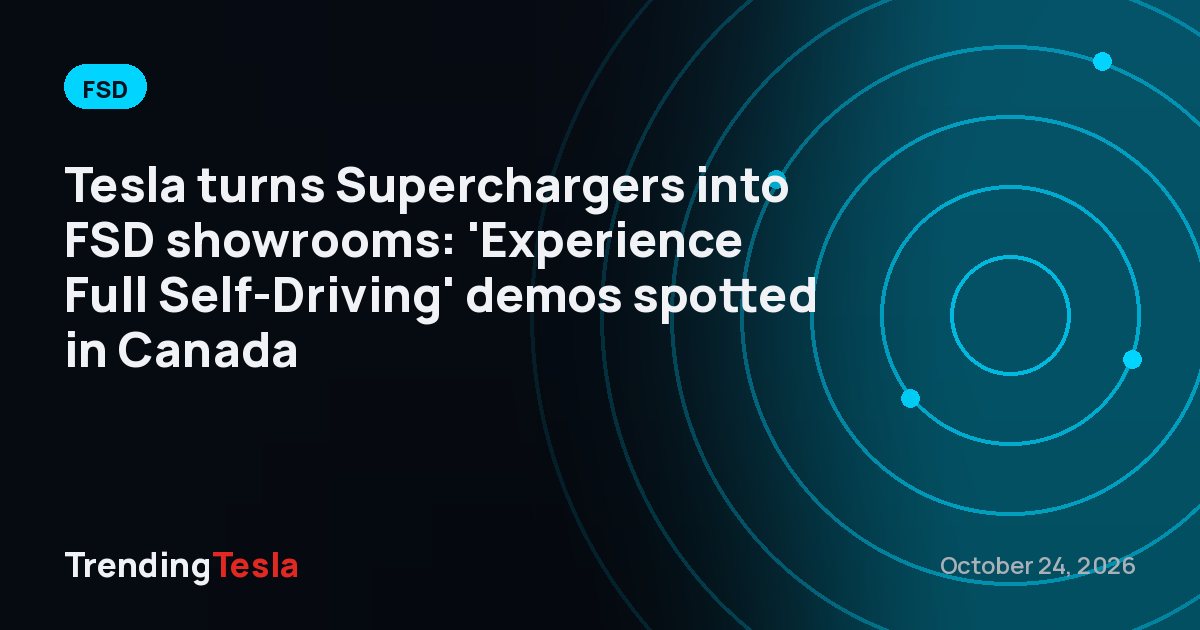 FSD
Tesla turns Superchargers into
FSD showrooms: 'Experience
Full Self-Driving' demos spotted
in Canada
TrendingTesla
October 24, 2026